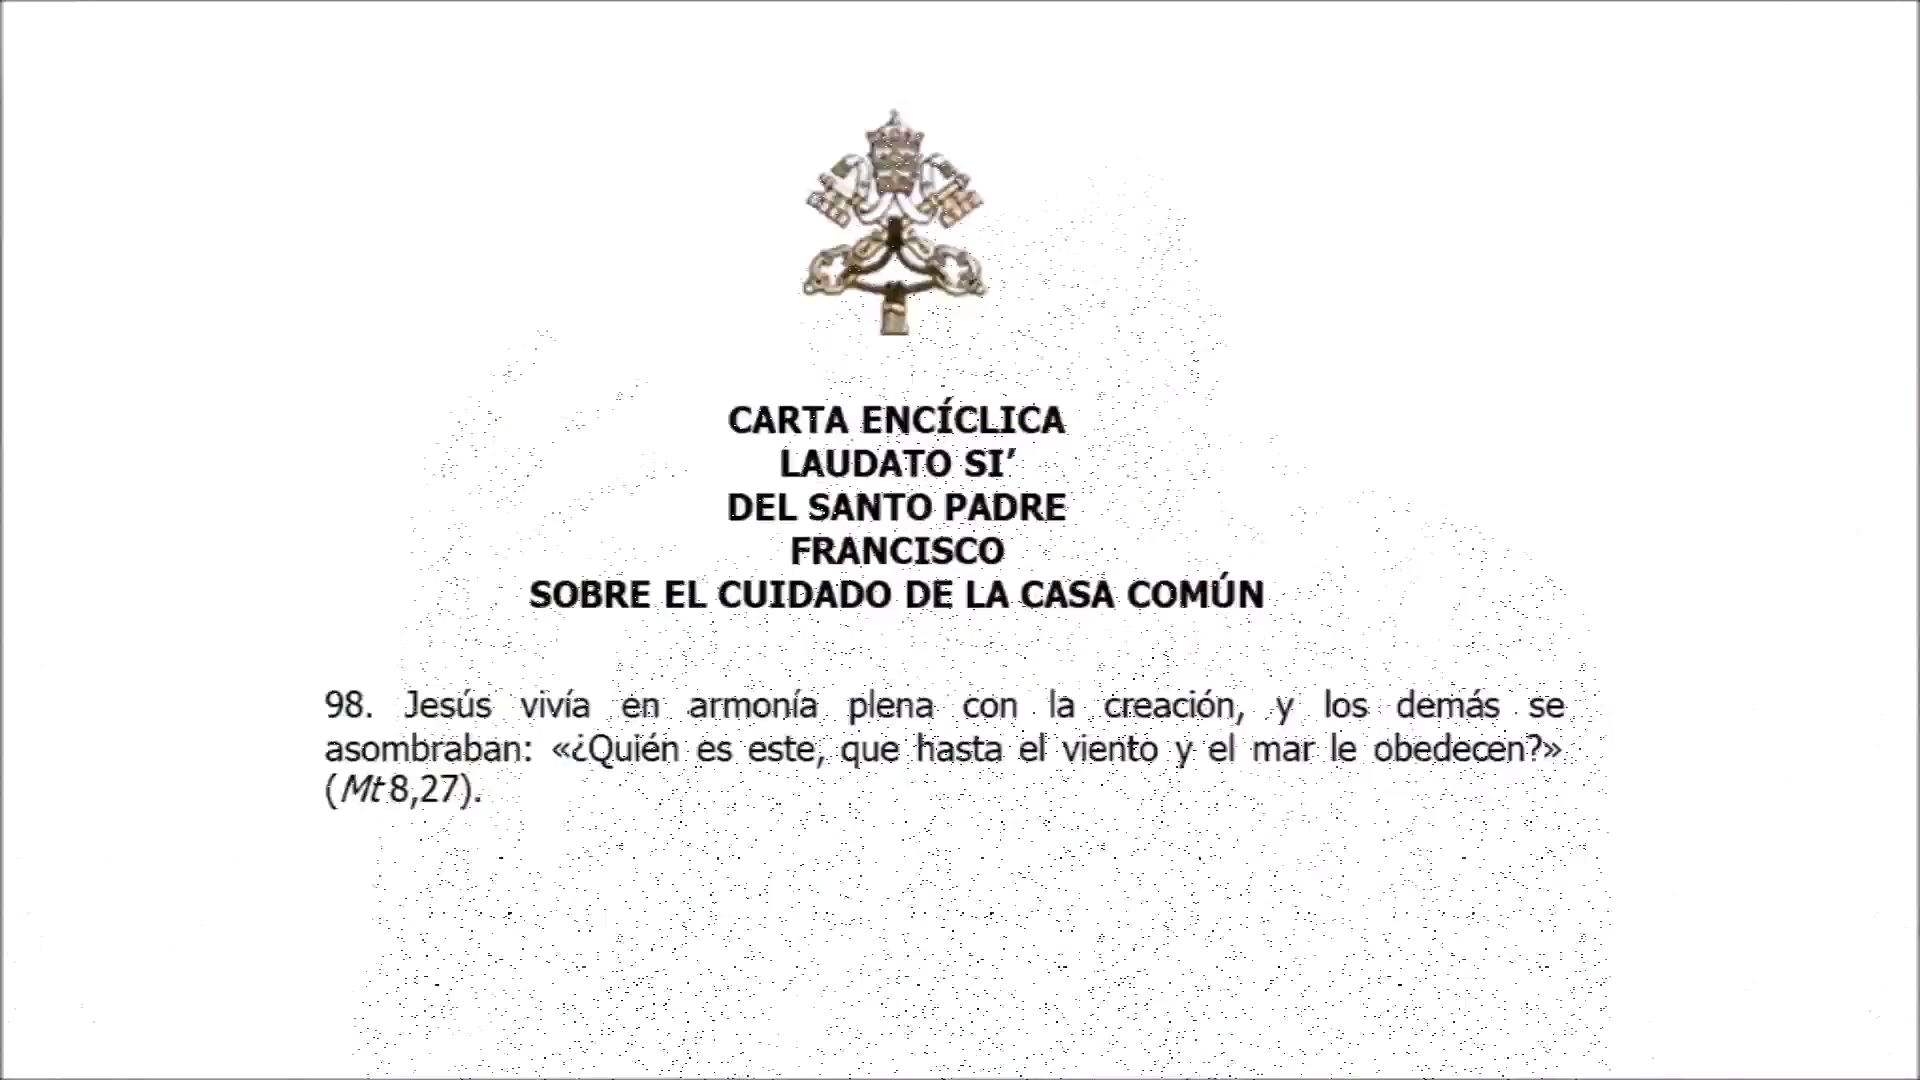 CARTA ENCÍCLICA
LAUDATO SI’
DEL SANTO PADRE
FRANCISCO
SOBRE EL CUIDADO DE LA CASA COMÚN
98. Jesús vivía en armonía plena con la creación, y los demás se
asombraban: «¿Quién es este, que hasta el viento y el mar le obedecen?»
(Mt 8,27).